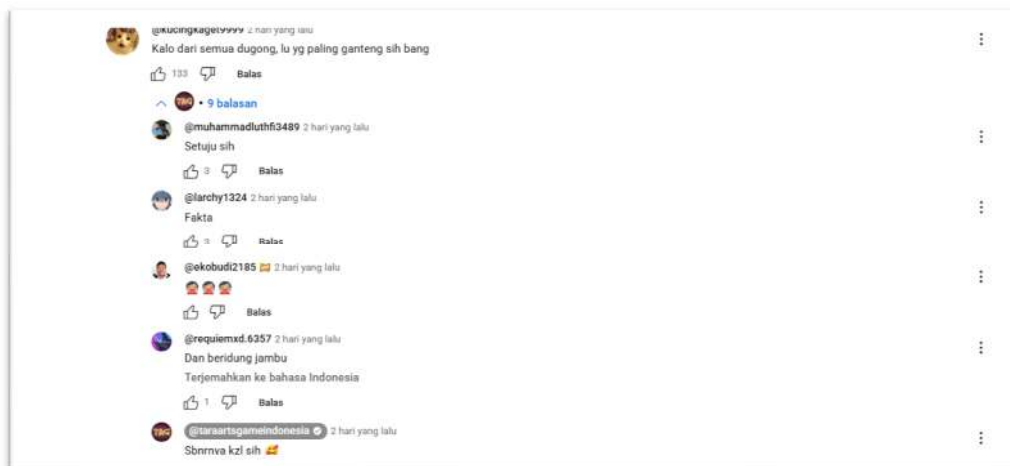 @kucingkaget9999 2 hari yang lalu
Kalo dari semua dugong, lu yg paling ganteng sih bang
133 Balas
TAG • 9 balasan
@muhammadluthfi3489 2 hari yang lalu
Setuju sih
3 Balas
@larchy1324 2 hari yang lalu
Fakta
3 Balas
@ekobudi2185 2 hari yang lalu
Balas
@requiemxd.6357 2 hari yang lalu
Dan beridung jambu
Terjemahkan ke bahasa Indonesia
1 Balas
TAG @taraartsgameindonesia 2 hari yang lalu
Sbnrnya kzl sih 🥰